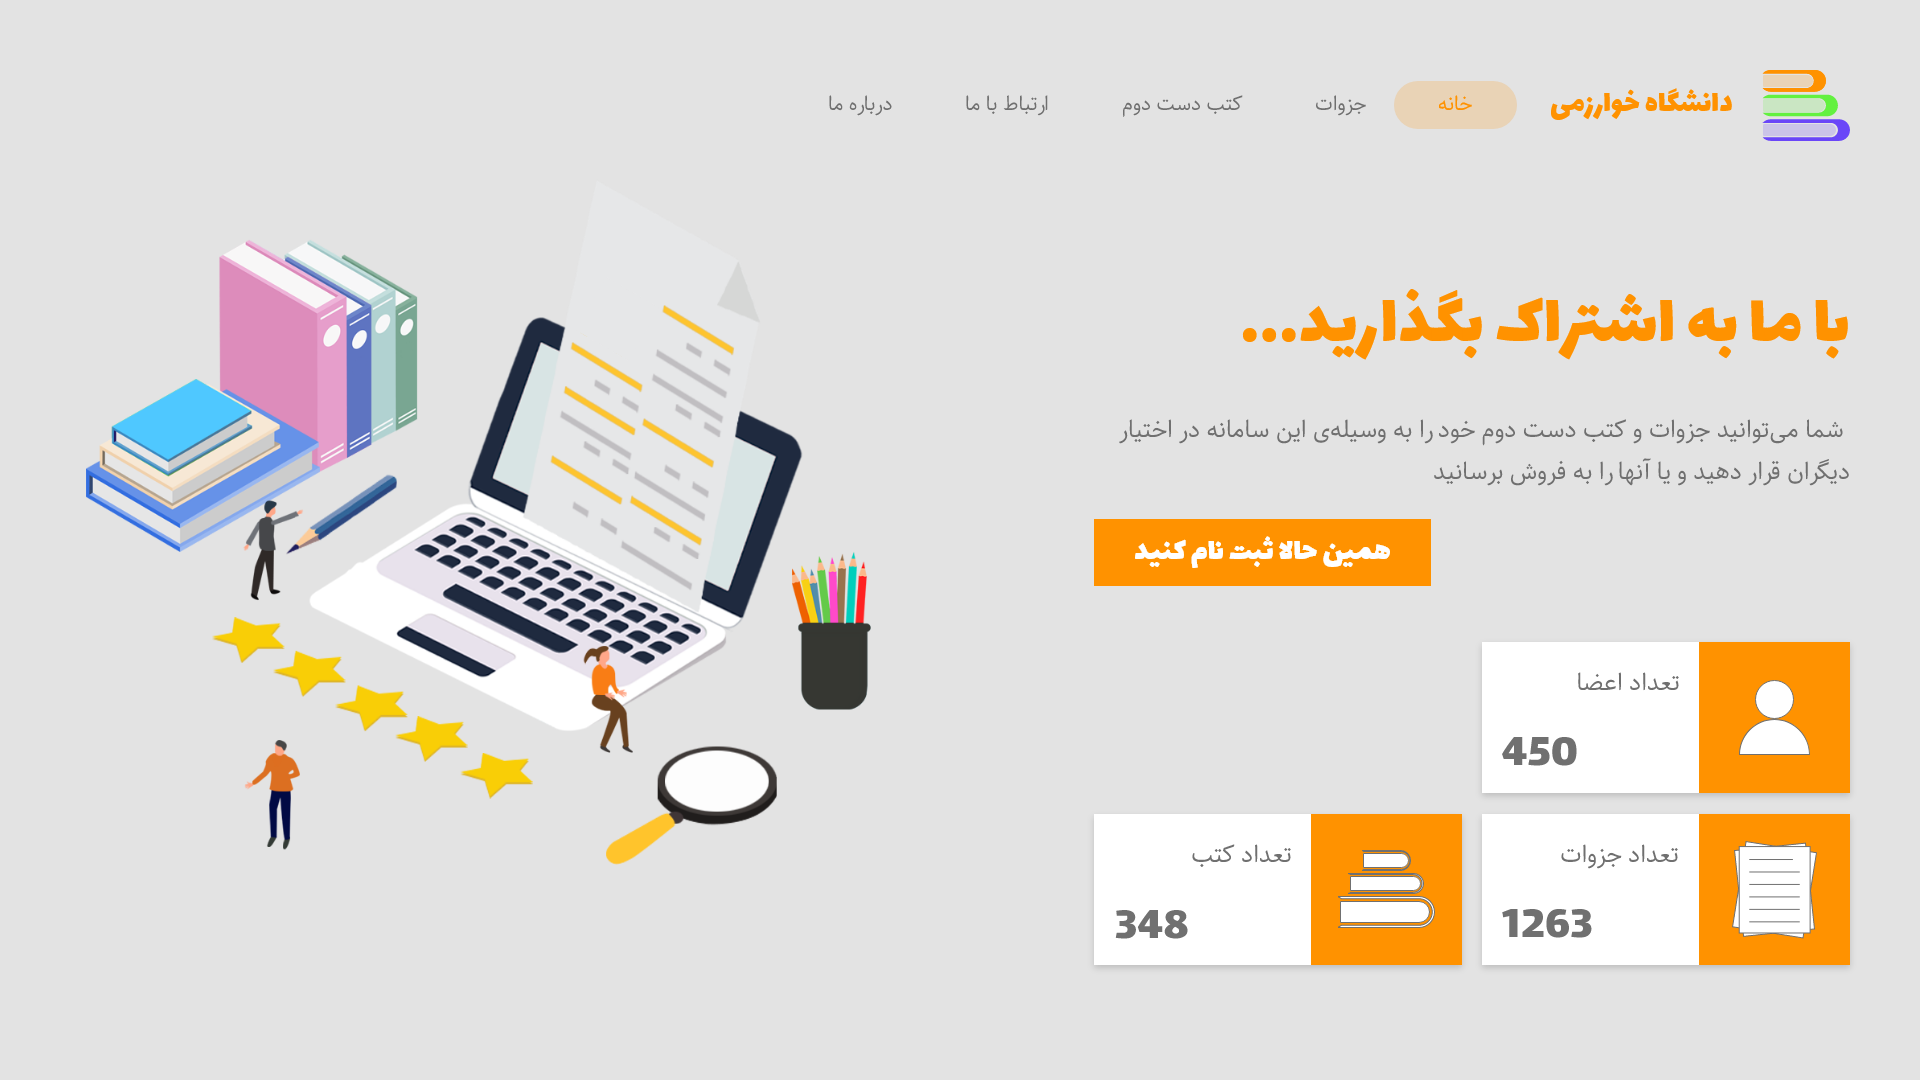 دانشگاه خوارزمی
خانه
جزوات
کتب دست دوم
ارتباط با ما
درباره ما
با ما به اشتراک بگذارید...
شما می‌توانید جزوات و کتب دست دوم خود را به وسیله‌ی این سامانه در اختیار
دیگران قرار دهید و یا آنها را به فروش برسانید
همین حالا ثبت نام کنید
تعداد اعضا
450
تعداد جزوات
1263
تعداد کتب
348